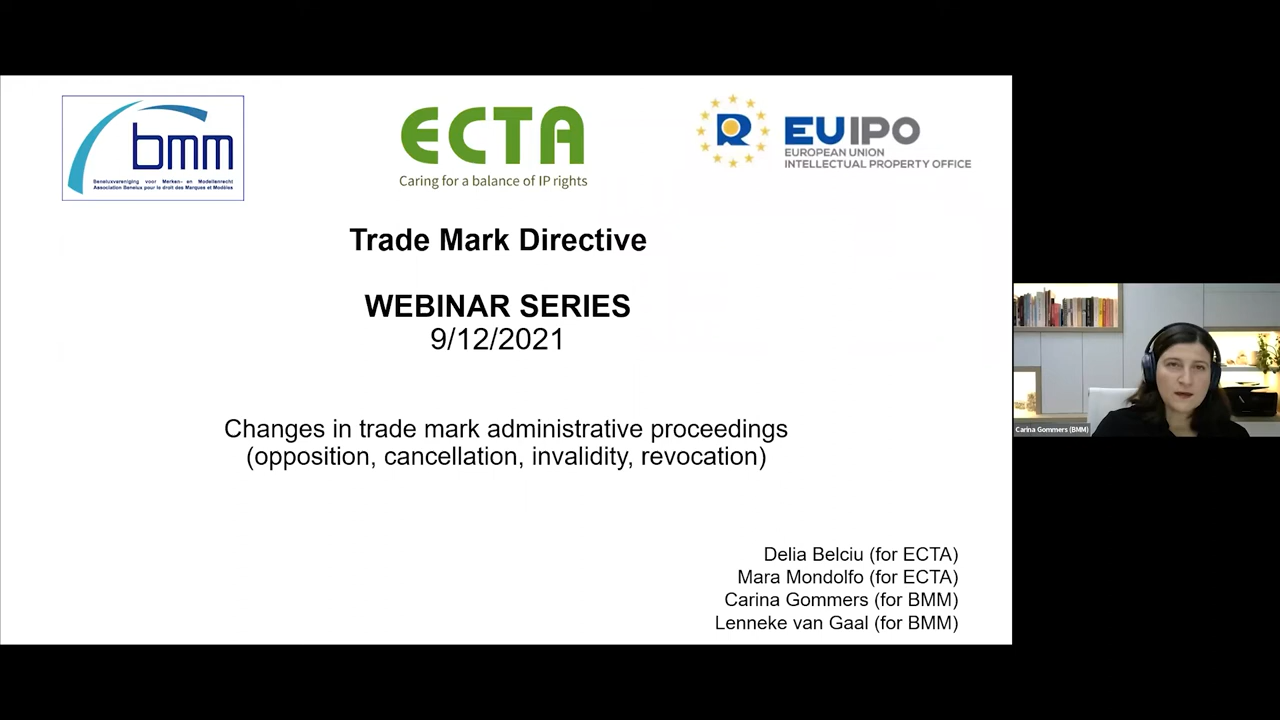 bmm
Beneluxvereniging voor Merken- en Modellenrecht
Association Benelux pour le droit des Marques et Modèles
ECTA
Caring for a balance of IP rights
EUIPO
EUROPEAN UNION
INTELLECTUAL PROPERTY OFFICE
Trade Mark Directive
WEBINAR SERIES
9/12/2021
Changes in trade mark administrative proceedings
(opposition, cancellation, invalidity, revocation)
Delia Belciu (for ECTA)
Mara Mondolfo (for ECTA)
Carina Gommers (for BMM)
Lenneke van Gaal (for BMM)
Carina Gommers (BMM)